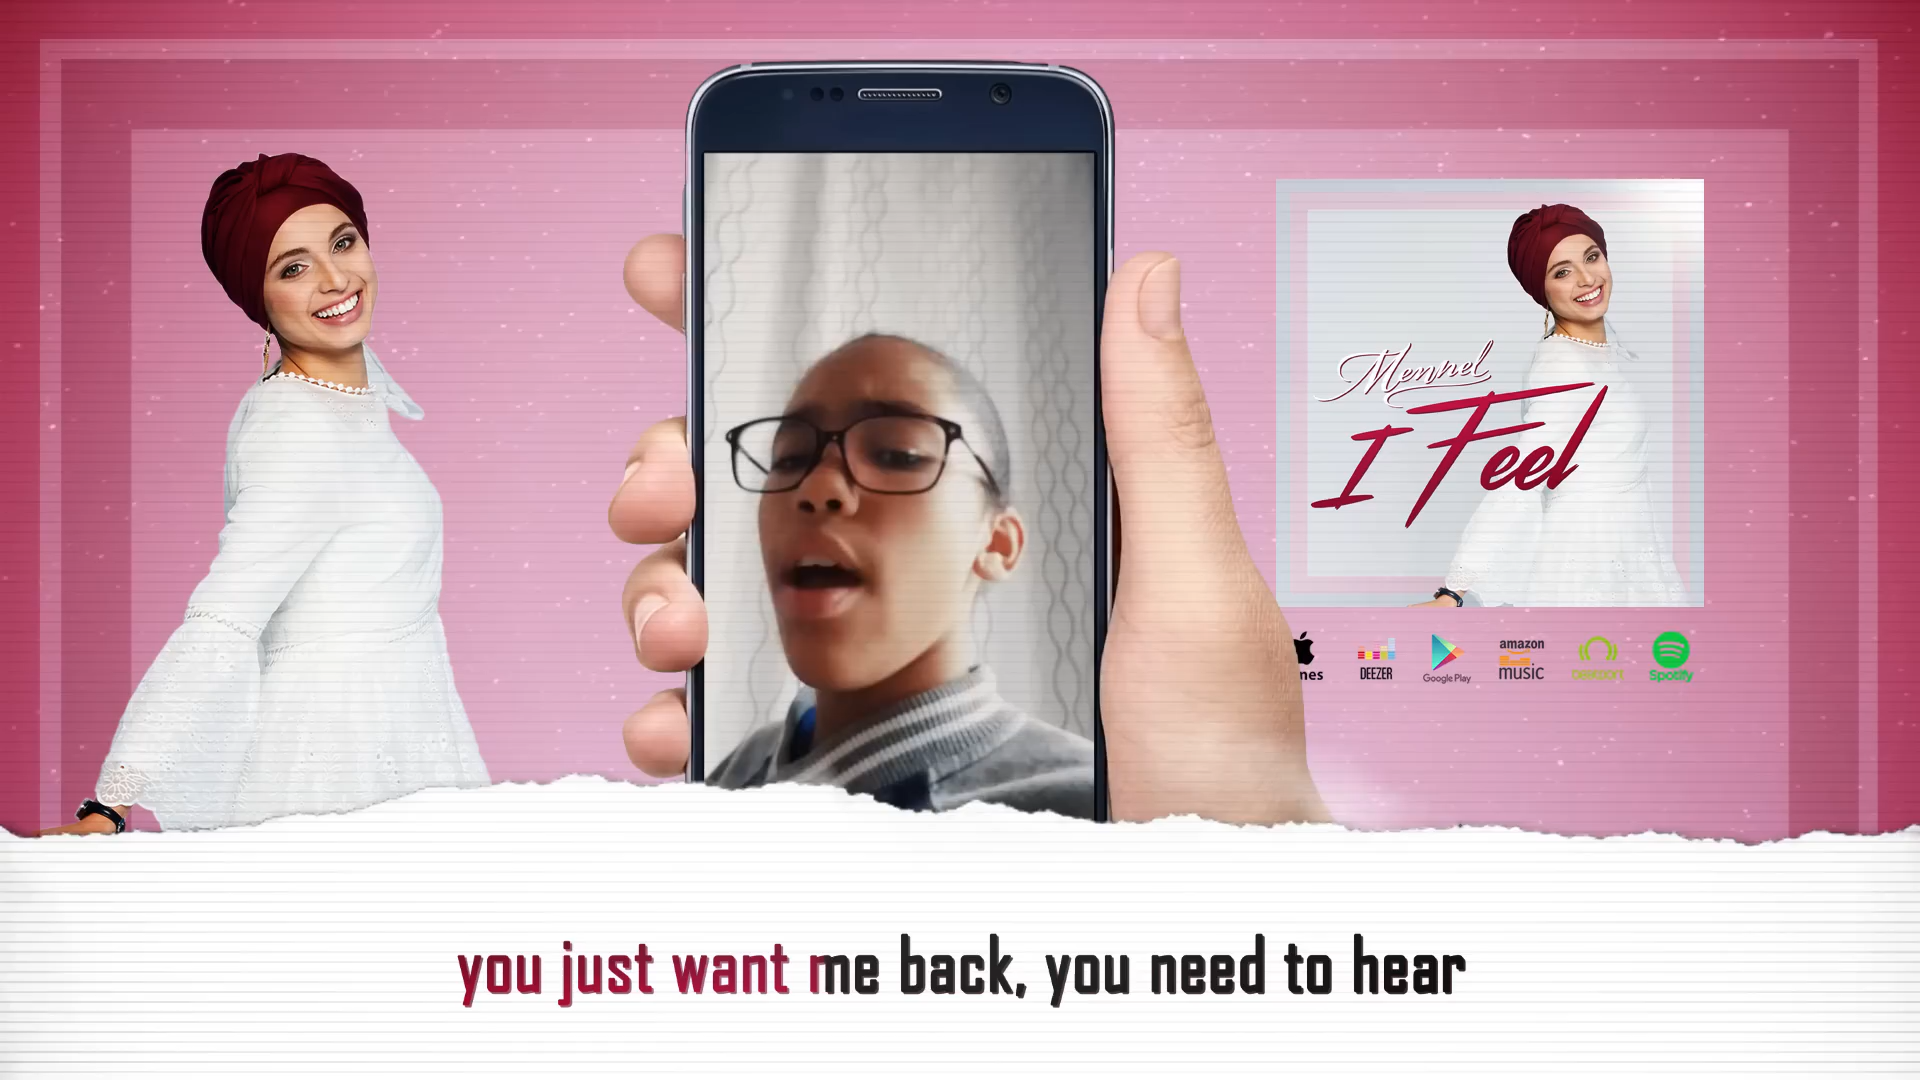 Mennel
I Feel
nes
DEEZER
Google Play
amazon
music
Spotify
you just want me back, you need to hear